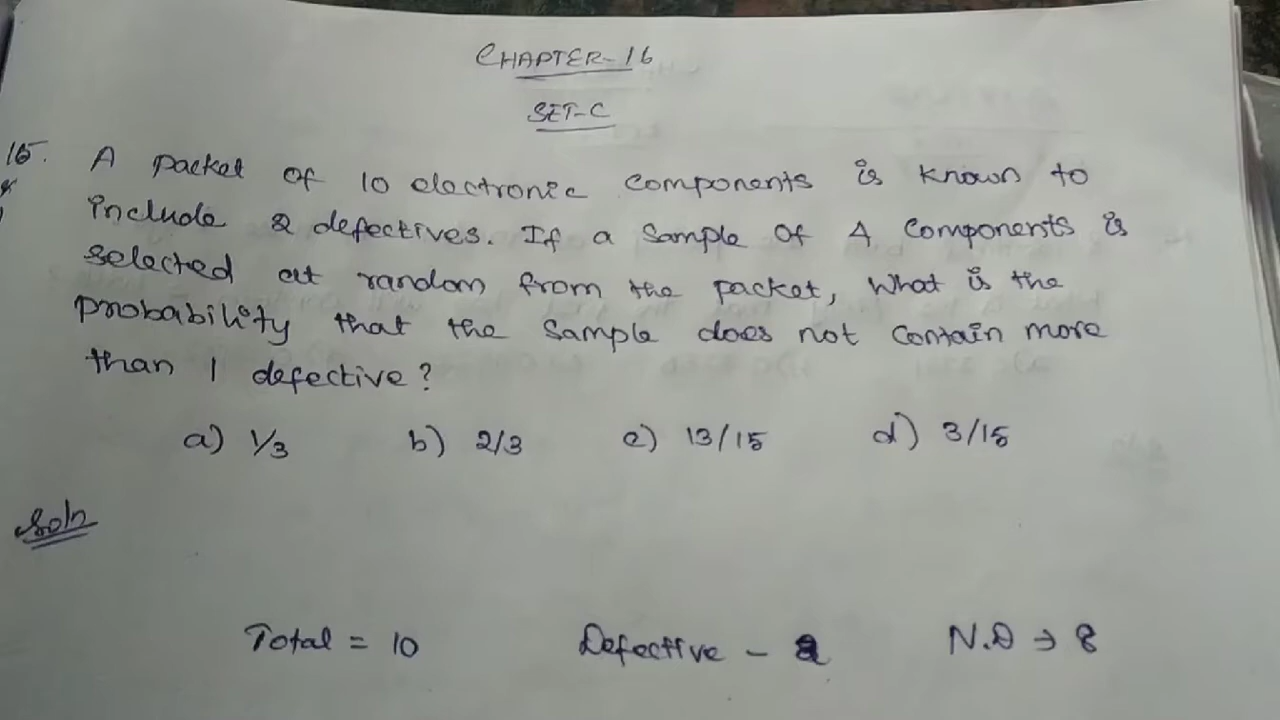 CHAPTER-16
SET-C
15. A packet of 10 electronic components is known to
include 2 defectives. If a sample of 4 components is
selected at random from the packet, what is the
probability that the sample does not contain more
than 1 defective?
a) 1/3 b) 2/3 c) 13/15 d) 3/15
Soln
Total = 10 Defective - 2 N.D → 8